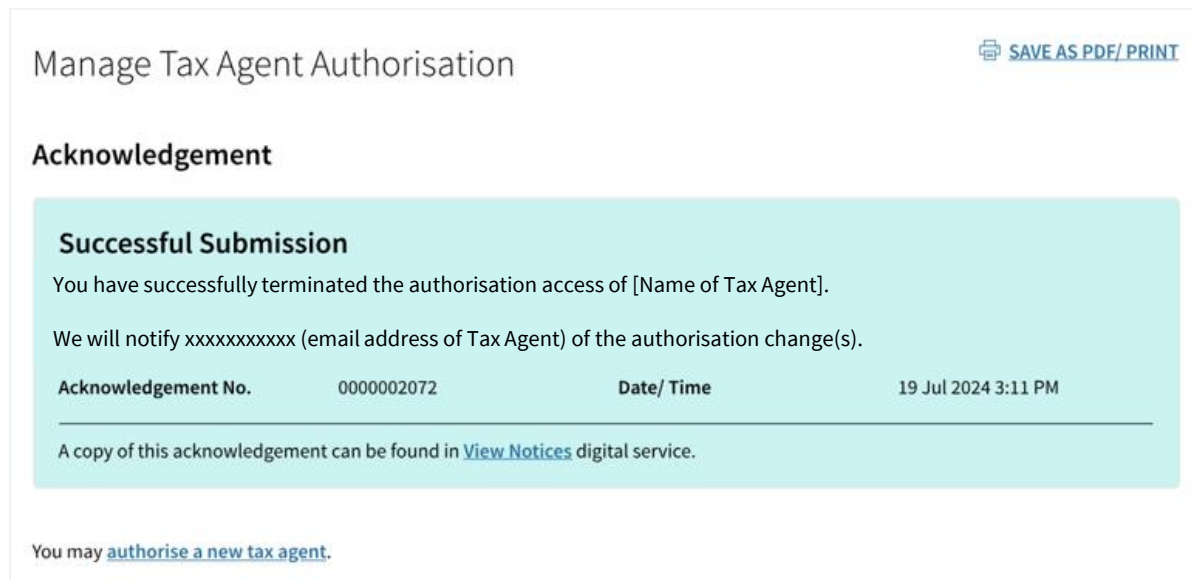 Manage Tax Agent Authorisation
SAVE AS PDF/ PRINT
Acknowledgement
Successful Submission
You have successfully terminated the authorisation access of [Name of Tax Agent].
We will notify xxxxxxxxxxx (email address of Tax Agent) of the authorisation change(s).
Acknowledgement No. 0000002072 Date/ Time 19 Jul 2024 3:11 PM
A copy of this acknowledgement can be found in View Notices digital service.
You may authorise a new tax agent.